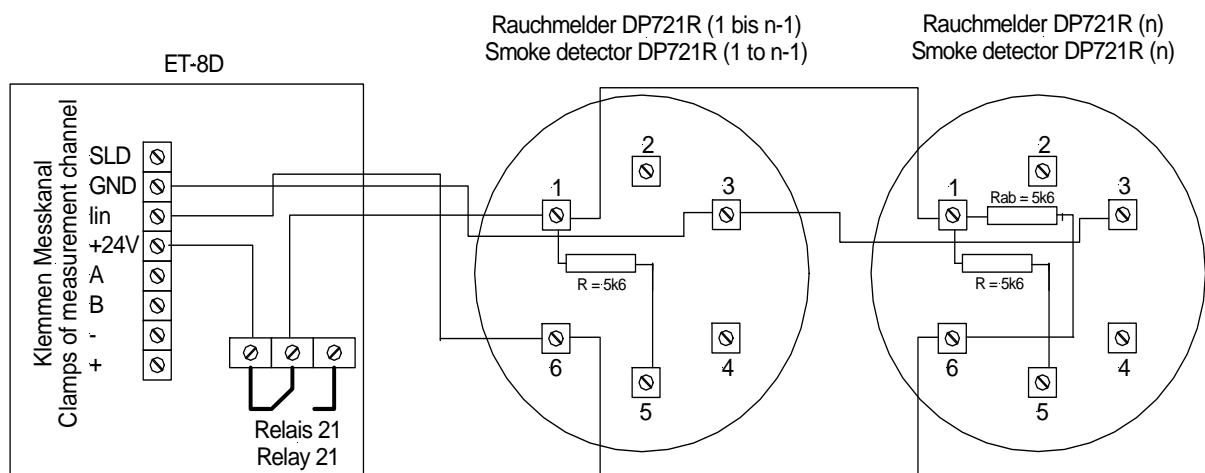 Rauchmelder DP721R (1 bis n-1)
Smoke detector DP721R (1 to n-1)
Rauchmelder DP721R (n)
Smoke detector DP721R (n)
ET-8D
Klemmen Messkanal
Clamps of measurement channel
SLD
GND
Iin
+24V
A
B
-
+
Relais 21
Relay 21
1
2
3
R = 5k6
6
4
5
1
2
3
Rab = 5k6
R = 5k6
6
4
5